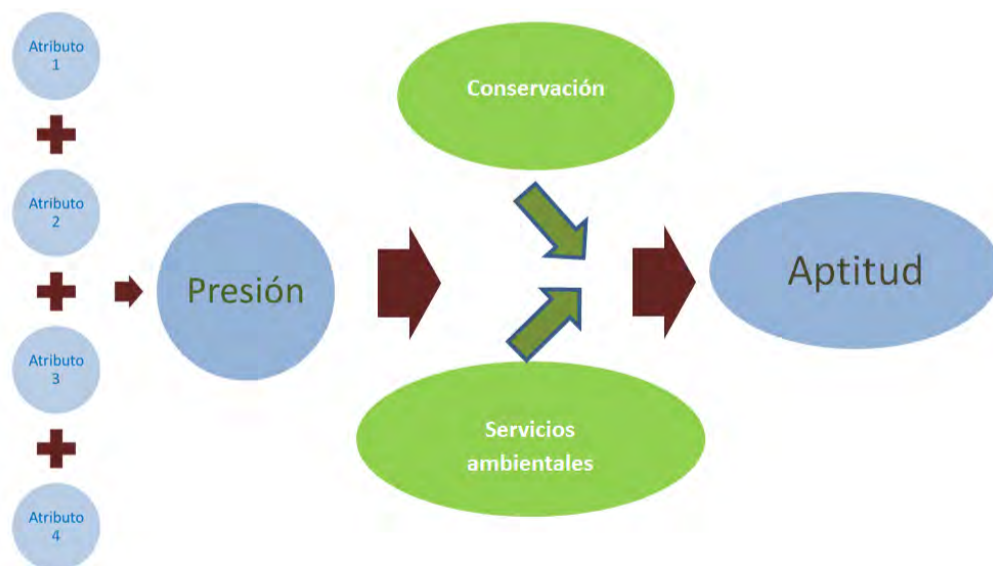 Atributo
1
Atributo
2
Atributo
3
Atributo
4
Presión
Conservación
Servicios
ambientales
Aptitud